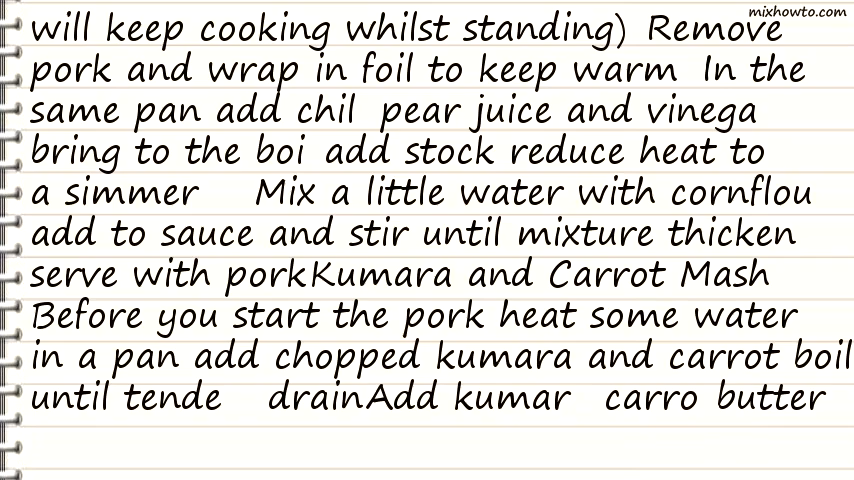 mixhowto.com
will keep cooking whilst standing) Remove
pork and wrap in foil to keep warm In the
same pan add chil pear juice and vinega
bring to the boi add stock reduce heat to
a simmer Mix a little water with cornflou
add to sauce and stir until mixture thicken
serve with porkKumara and Carrot Mash
Before you start the pork heat some water
in a pan add chopped kumara and carrot boil
until tende drainAdd kumar carro butter